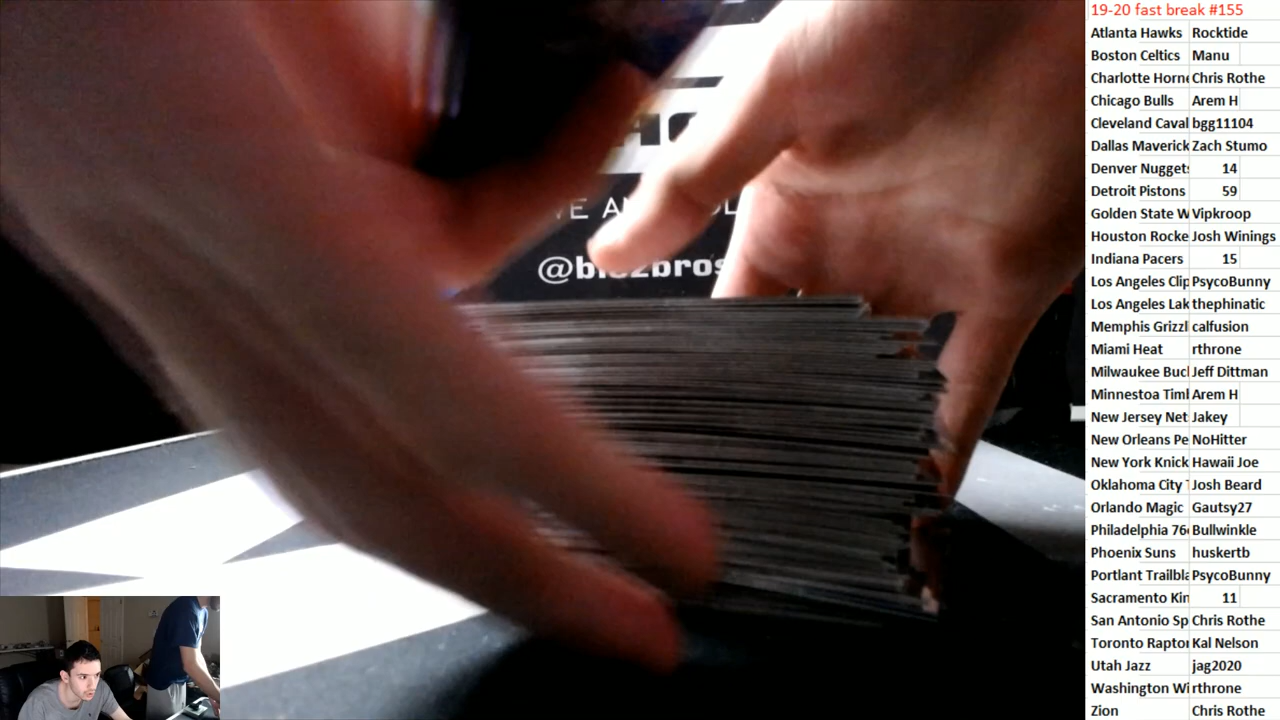 @b
bros
19-20 fast break #155
Atlanta Hawks Rocktide
Boston Celtics Manu
Charlotte Horne Chris Rothe
Chicago Bulls Arem H
Cleveland Caval bgg11104
Dallas Maverick Zach Stumo
Denver Nuggets 14
Detroit Pistons 59
Golden State W Vipkroop
Houston Rocke Josh Winings
Indiana Pacers 15
Los Angeles Clip PsycoBunny
Los Angeles Lak thephinatic
Memphis Grizzl calfusion
Miami Heat rthrone
Milwaukee Buc Jeff Dittman
Minnestoa Timl Arem H
New Jersey Net Jakey
New Orleans Pe NoHitter
New York Knick Hawaii Joe
Oklahoma City T Josh Beard
Orlando Magic Gautsy27
Philadelphia 76 Bullwinkle
Phoenix Suns huskertb
Portlant Trailbla PsycoBunny
Sacramento Kin 11
San Antonio Sp Chris Rothe
Toronto Raptor Kal Nelson
Utah Jazz jag2020
Washington Wi rthrone
Zion Chris Rothe